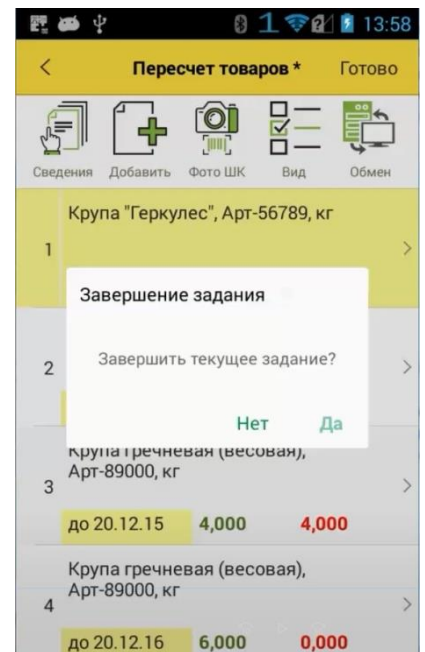 1 13:58
Пересчет товаров * Готово
Сведения Добавить Фото ШК Вид Обмен
Крупа "Геркулес", Арт-56789, кг
1
Завершение задания
Завершить текущее задание?
2
Нет Да
Крупа гречневая (весовая),
Арт-89000, кг
3
до 20.12.15 4,000 4,000
Крупа гречневая (весовая),
Арт-89000, кг
4
до 20.12.16 6,000 0,000